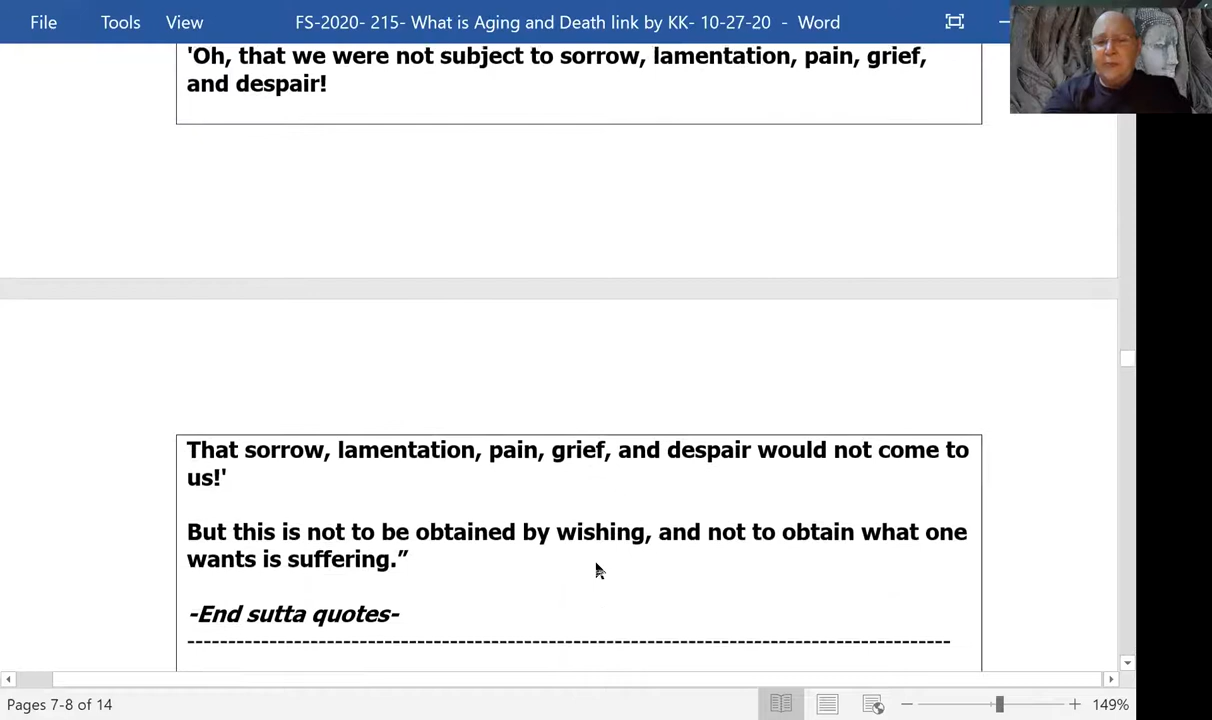 File Tools View FS-2020- 215- What is Aging and Death link by KK- 10-27-20 - Word
'Oh, that we were not subject to sorrow, lamentation, pain, grief,
and despair!
That sorrow, lamentation, pain, grief, and despair would not come to
us!'
But this is not to be obtained by wishing, and not to obtain what one
wants is suffering.”
-End sutta quotes-
----------------------------------------------------------------------------------------------
Pages 7-8 of 14 149%